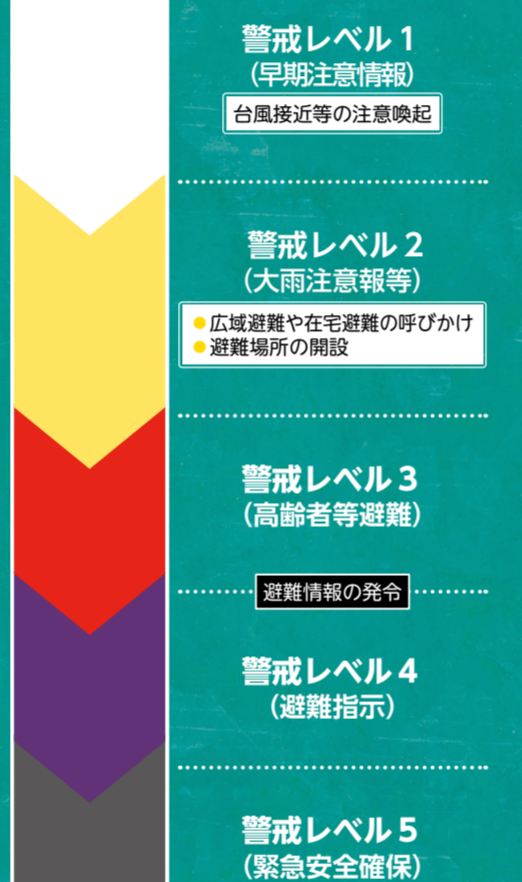 警戒レベル1
（早期注意情報）
台風接近等の注意喚起
警戒レベル2
（大雨注意報等）
●広域避難や在宅避難の呼びかけ
●避難場所の開設
警戒レベル3
（高齢者等避難）
避難情報の発令
警戒レベル4
（避難指示）
警戒レベル5
（緊急安全確保）